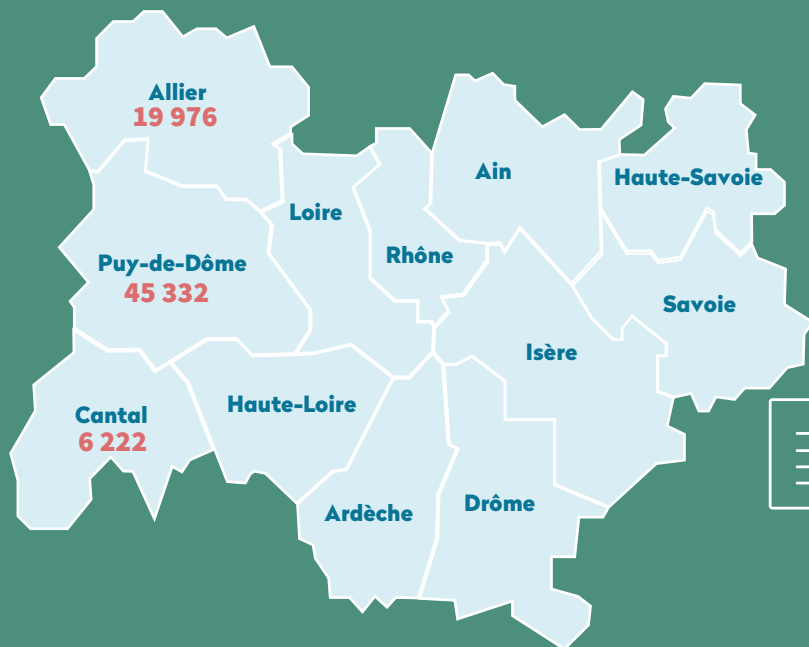 Allier
19 976
Ain
Haute-Savoie
Loire
Rhône
Puy-de-Dôme
45 332
Savoie
Isère
Haute-Loire
Cantal
6 222
Ardèche
Drôme